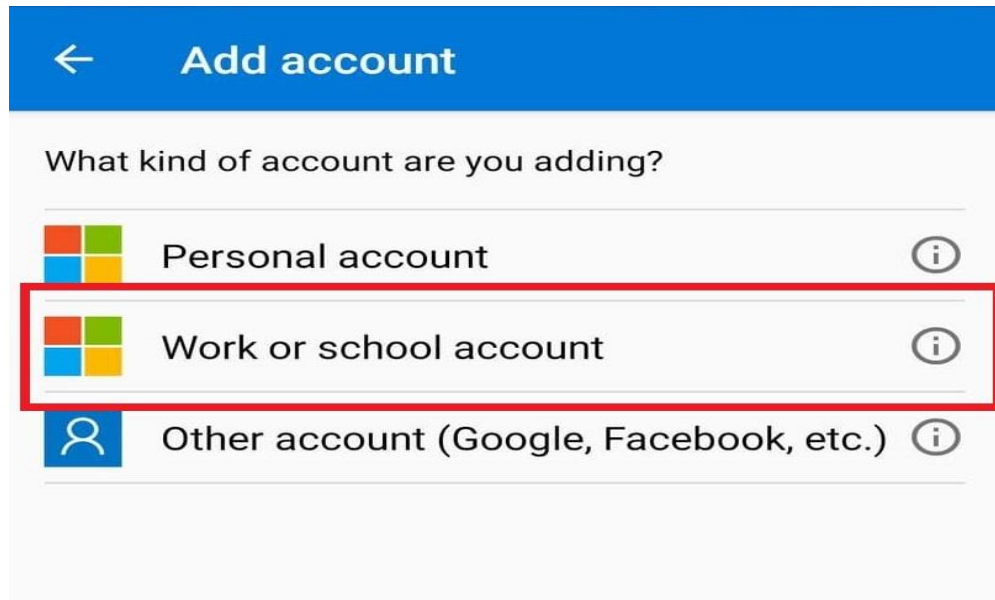 Add account
What kind of account are you adding?
Personal account
Work or school account
Other account (Google, Facebook, etc.)